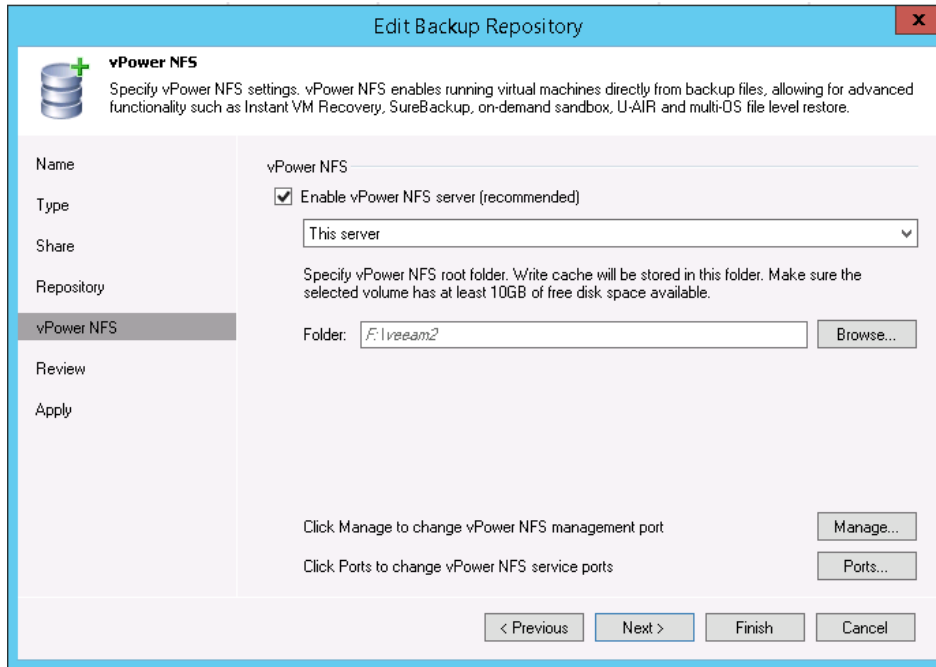 Edit Backup Repository
x
vPower NFS
Specify vPower NFS settings. vPower NFS enables running virtual machines directly from backup files, allowing for advanced
functionality such as Instant VM Recovery, SureBackup, on-demand sandbox, U-AIR and multi-OS file level restore.
Name
Type
Share
Repository
vPower NFS
Review
Apply
vPower NFS
Enable vPower NFS server (recommended)
This server
Specify vPower NFS root folder. Write cache will be stored in this folder. Make sure the
selected volume has at least 10GB of free disk space available.
Folder: F:\veeam2 Browse...
Click Manage to change vPower NFS management port Manage...
Click Ports to change vPower NFS service ports Ports...
< Previous Next > Finish Cancel